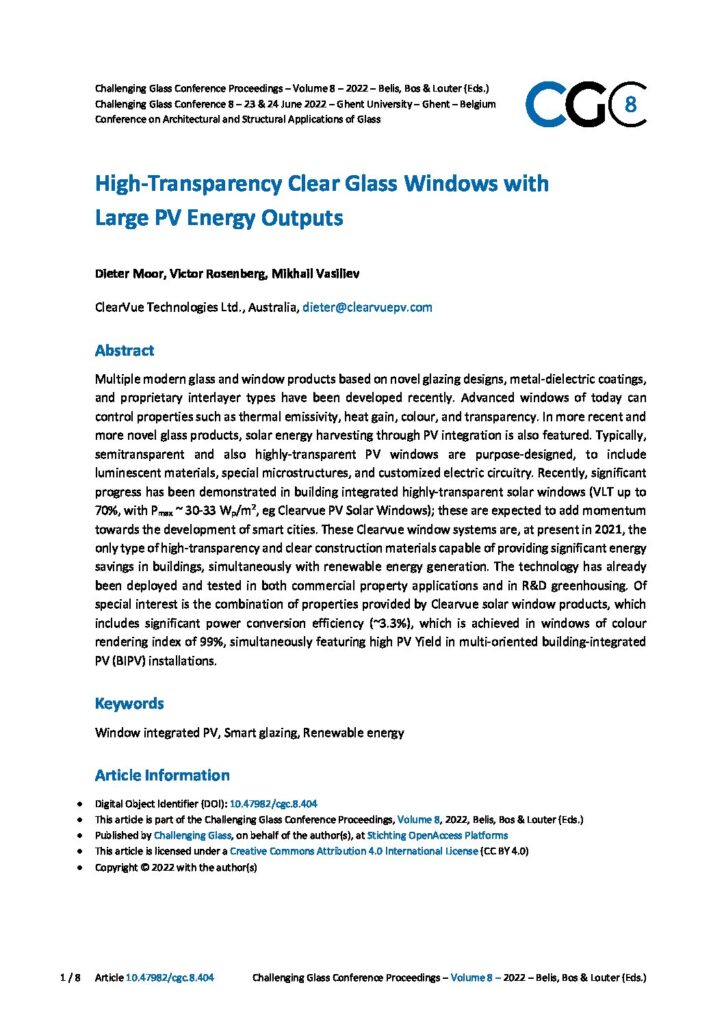 Challenging Glass Conference Proceedings – Volume 8 – 2022 – Belis, Bos & Louter (Eds.)
Challenging Glass Conference 8 – 23 & 24 June 2022 – Ghent University – Ghent – Belgium
Conference on Architectural and Structural Applications of Glass
CGC 8
High-Transparency Clear Glass Windows with
Large PV Energy Outputs
Dieter Moor, Victor Rosenberg, Mikhail Vasiliev
ClearVue Technologies Ltd., Australia, dieter@clearvuepv.com
Abstract
Multiple modern glass and window products based on novel glazing designs, metal-dielectric coatings,
and proprietary interlayer types have been developed recently. Advanced windows of today can
control properties such as thermal emissivity, heat gain, colour, and transparency. In more recent and
more novel glass products, solar energy harvesting through PV integration is also featured. Typically,
semitransparent and also highly-transparent PV windows are purpose-designed, to include
luminescent materials, special microstructures, and customized electric circuitry. Recently, significant
progress has been demonstrated in building integrated highly-transparent solar windows (VLT up to
70%, with Pmax ~ 30-33 Wp/m², eg Clearvue PV Solar Windows); these are expected to add momentum
towards the development of smart cities. These Clearvue window systems are, at present in 2021, the
only type of high-transparency and clear construction materials capable of providing significant energy
savings in buildings, simultaneously with renewable energy generation. The technology has already
been deployed and tested in both commercial property applications and in R&D greenhousing. Of
special interest is the combination of properties provided by Clearvue solar window products, which
includes significant power conversion efficiency (~3.3%), which is achieved in windows of colour
rendering index of 99%, simultaneously featuring high PV Yield in multi-oriented building-integrated
PV (BIPV) installations.
Keywords
Window integrated PV, Smart glazing, Renewable energy
Article Information
• Digital Object Identifier (DOI): 10.47982/cgc.8.404
• This article is part of the Challenging Glass Conference Proceedings, Volume 8, 2022, Belis, Bos & Louter (Eds.)
• Published by Challenging Glass, on behalf of the author(s), at Stichting OpenAccess Platforms
• This article is licensed under a Creative Commons Attribution 4.0 International License (CC BY 4.0)
• Copyright © 2022 with the author(s)
1 / 8 Article 10.47982/cgc.8.404 Challenging Glass Conference Proceedings – Volume 8 – 2022 – Belis, Bos & Louter (Eds.)